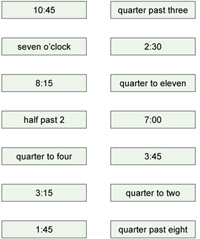 10:45 quarter past three
seven o'clock 2:30
8:15 quarter to eleven
half past 2 7:00
quarter to four 3:45
3:15 quarter to two
1:45 quarter past eight